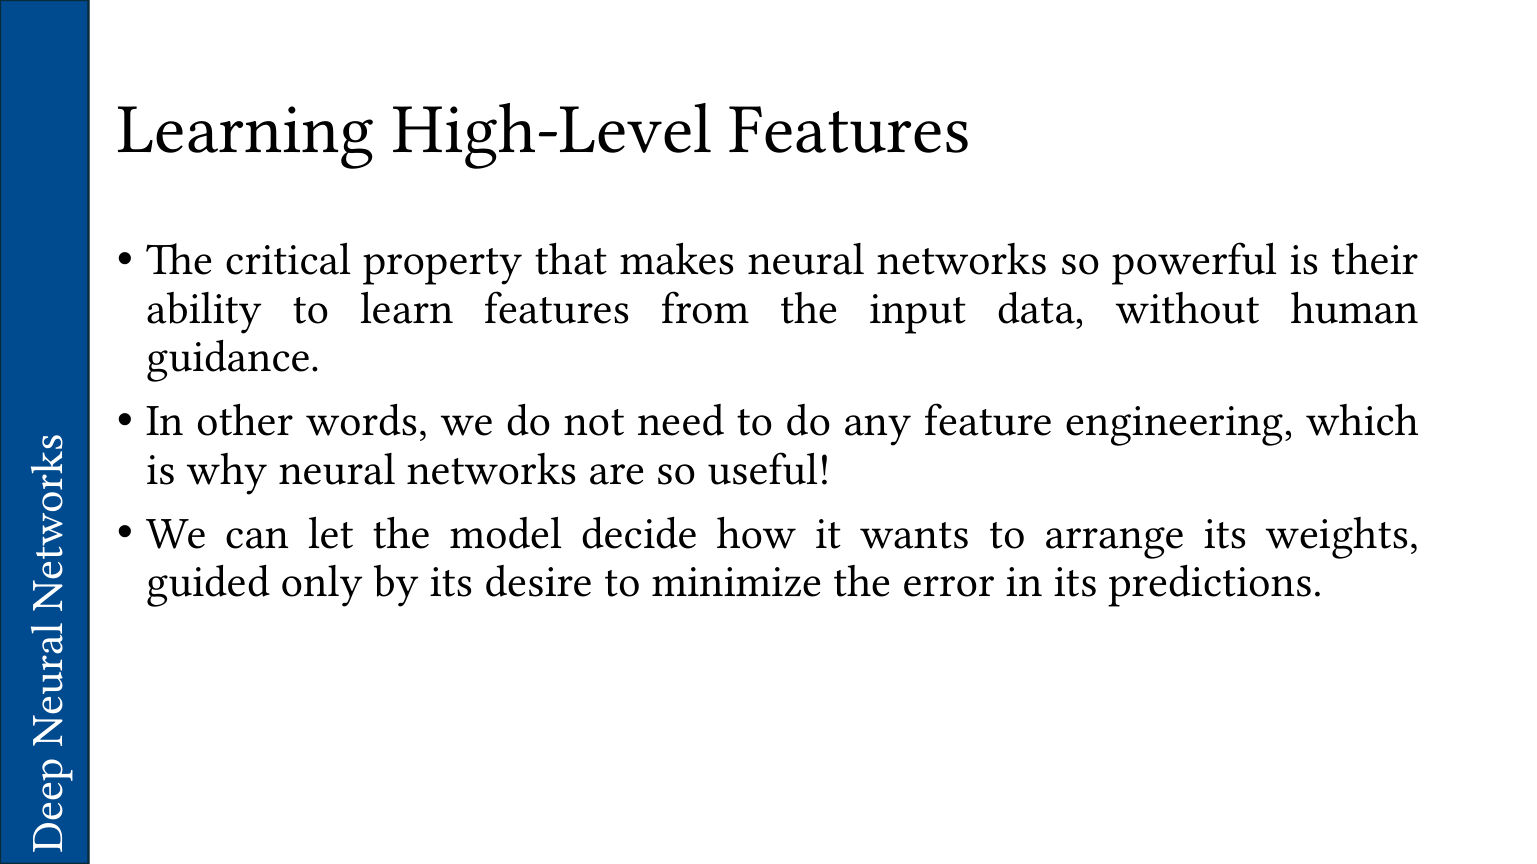 Learning High-Level Features
• The critical property that makes neural networks so powerful is their
ability to learn features from the input data, without human
guidance.
• In other words, we do not need to do any feature engineering, which
is why neural networks are so useful!
• We can let the model decide how it wants to arrange its weights,
guided only by its desire to minimize the error in its predictions.
Deep Neural Networks